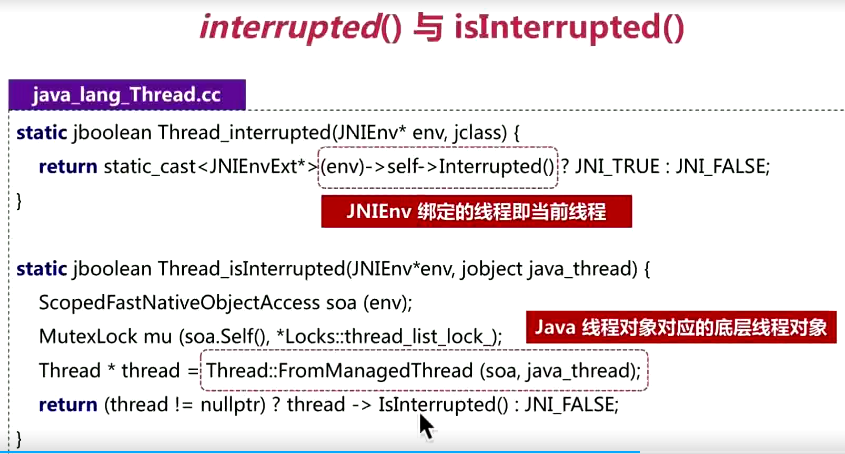 interrupted() 与 isInterrupted()
java_lang_Thread.cc
static jboolean Thread_interrupted(JNIEnv* env, jclass) {
return static_cast<JNIEnvExt*>(env)->self->Interrupted() ? JNI_TRUE : JNI_FALSE;
}
JNIEnv 绑定的线程即当前线程
static jboolean Thread_isInterrupted(JNIEnv*env, jobject java_thread) {
ScopedFastNativeObjectAccess soa (env);
MutexLock mu (soa.Self(), *Locks::thread_list_lock_);
Java 线程对象对应的底层线程对象
Thread * thread = Thread::FromManagedThread (soa, java_thread);
return (thread != nullptr) ? thread -> IsInterrupted() : JNI_FALSE;
}